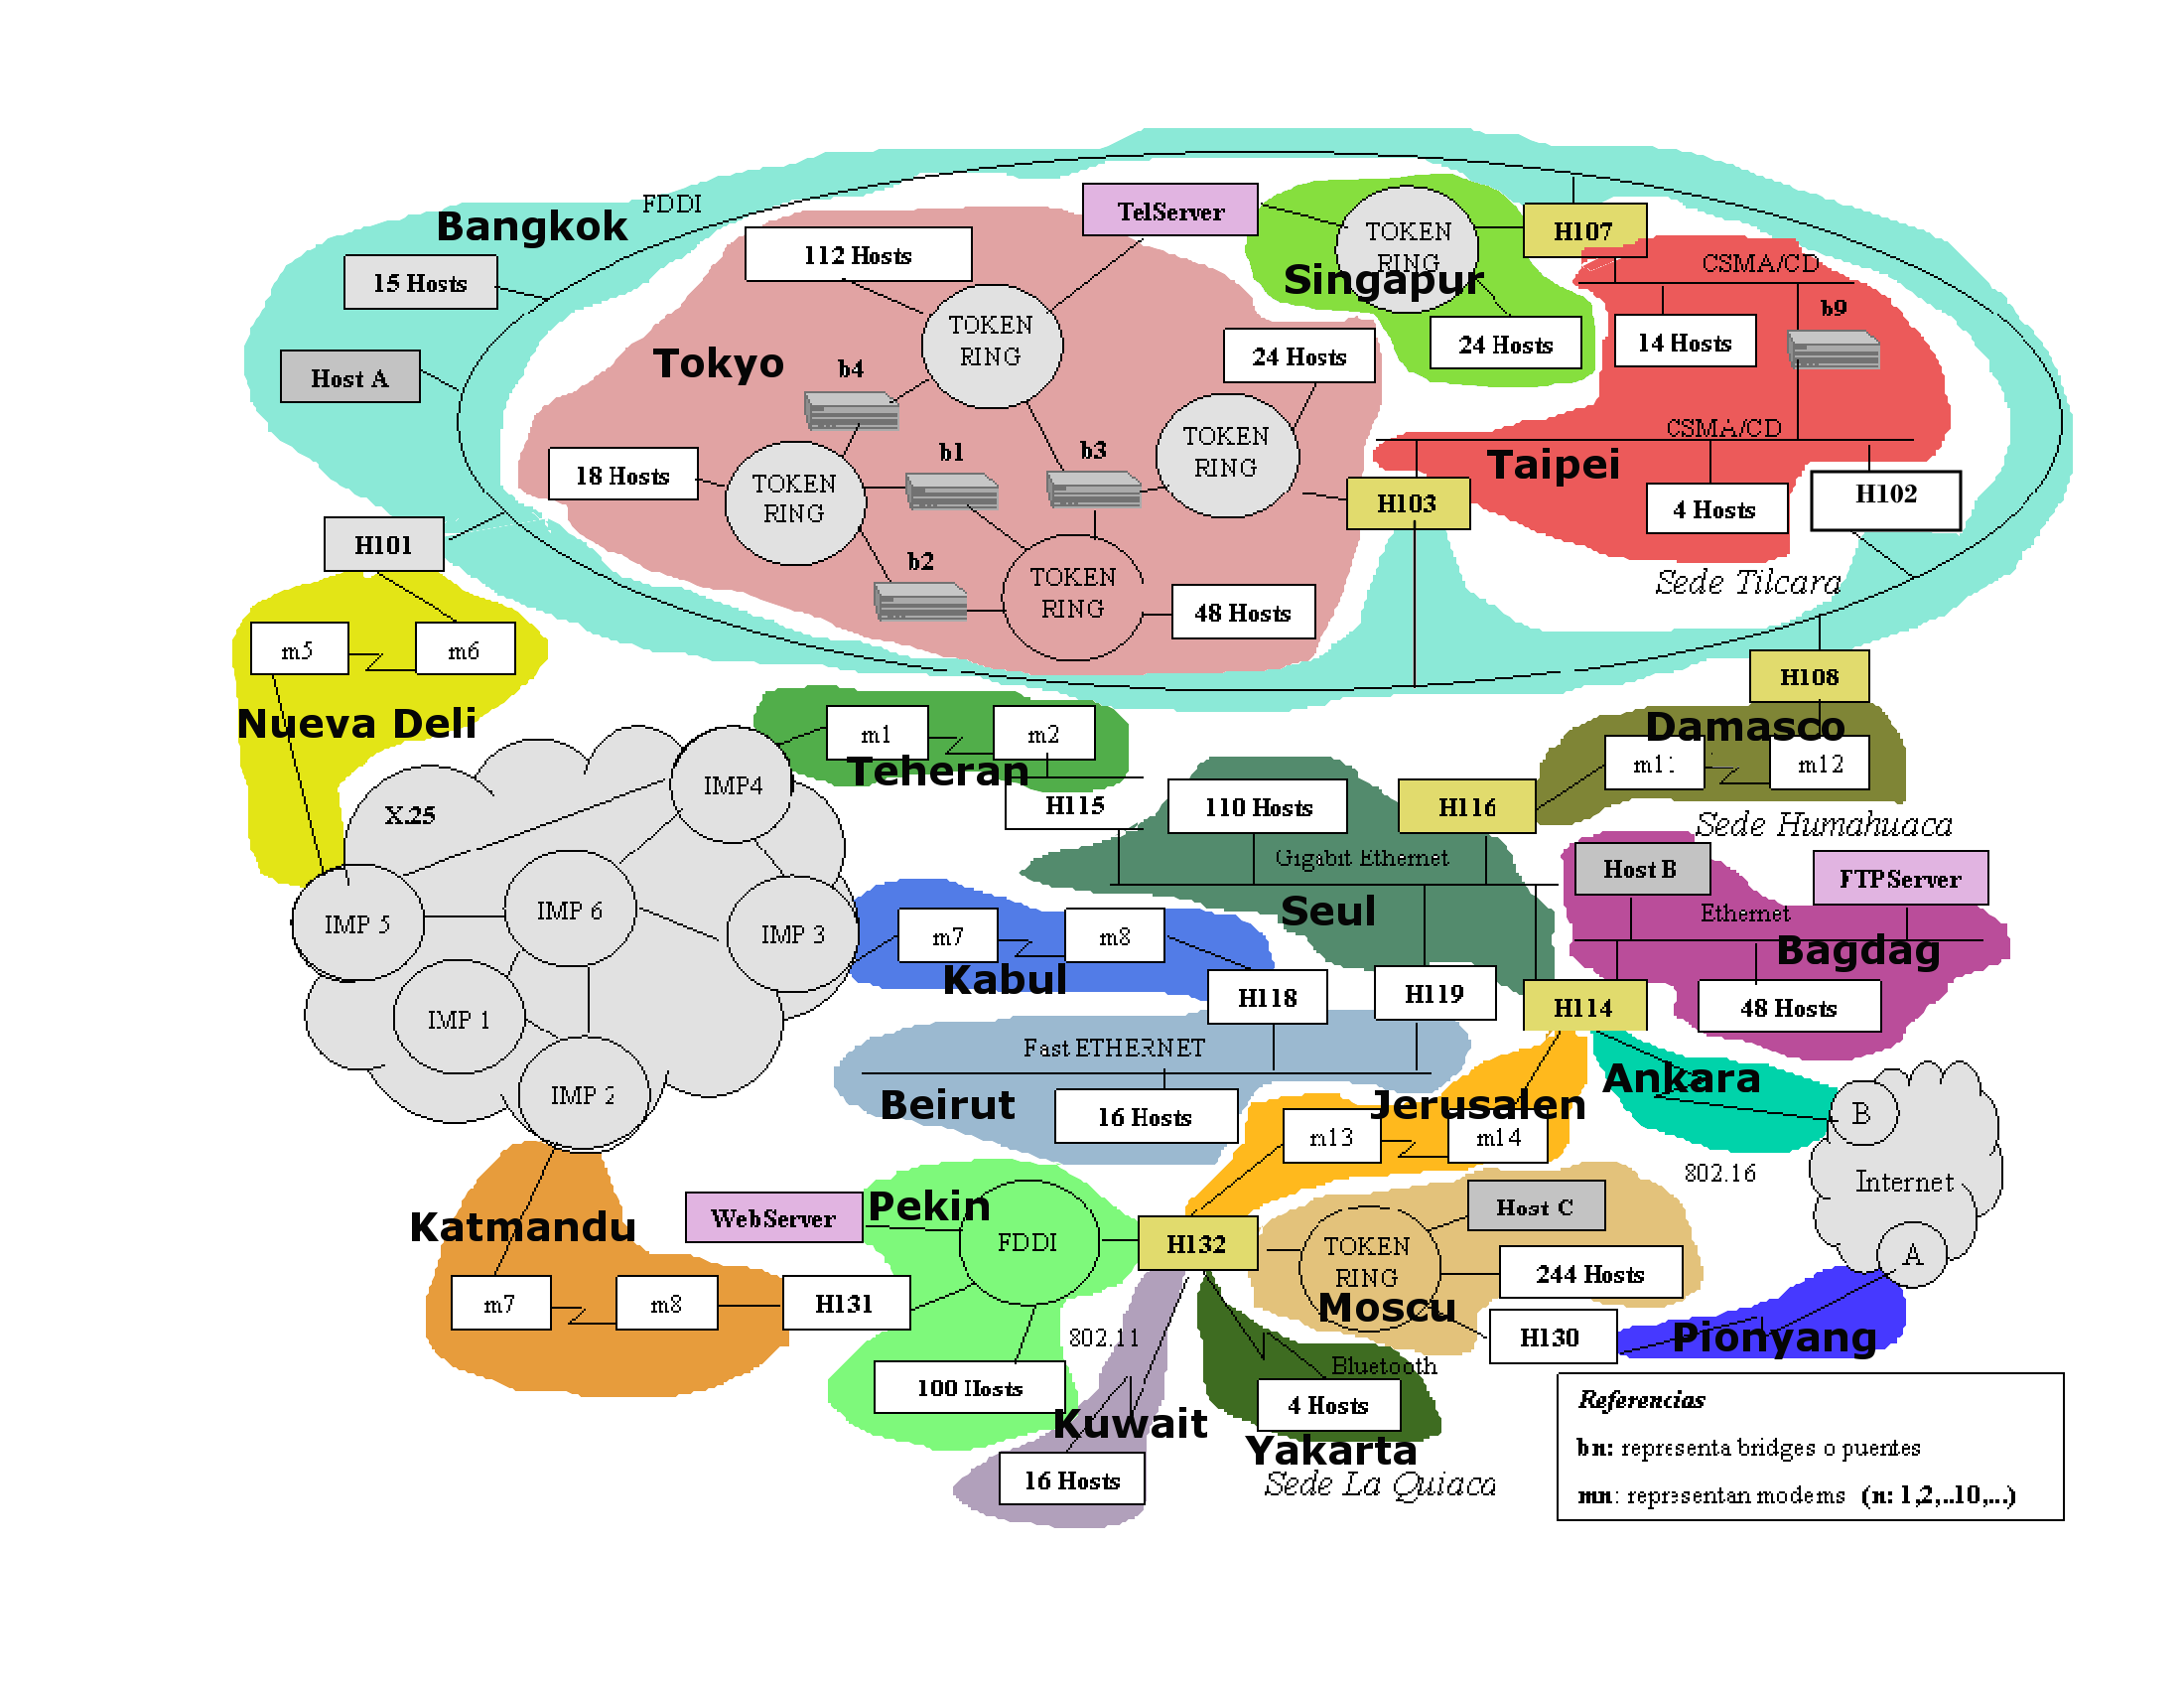 FDDI
Bangkok
15 Hosts
Host A
H101
TelServer
112 Hosts
TOKEN
RING
Tokyo
b4
18 Hosts
TOKEN
RING
b1
b3
b2
TOKEN
RING
48 Hosts
24 Hosts
TOKEN
RING
H103
TOKEN
RING
Singapur
24 Hosts
H107
CSMA/CD
14 Hosts
b9
CSMA/CD
Taipei
4 Hosts
H102
Sede Tilcara
m5
m6
Nueva Deli
H108
Damasco
m11
m12
Sede Humahuaca
m1
m2
Teheran
H115
110 Hosts
H116
Gigabit Ethernet
Seul
X.25
IMP4
IMP 5
IMP 6
IMP 3
IMP 1
IMP 2
m7
m8
Kabul
H118
H119
H114
Host B
FTPServer
Ethernet
Bagdag
48 Hosts
Fast ETHERNET
Beirut
16 Hosts
Jerusalen
m13
m14
Ankara
802.16
B
Internet
A
Katmandu
m7
m8
H131
WebServer
Pekin
FDDI
H132
100 Hosts
802.11
Kuwait
16 Hosts
TOKEN
RING
Moscu
Host C
244 Hosts
H130
Pionyang
Bluetooth
4 Hosts
Yakarta
Sede La Quiaca
Referencias
bn: representa bridges o puentes
mn: representan modems (n: 1,2,..10,...)